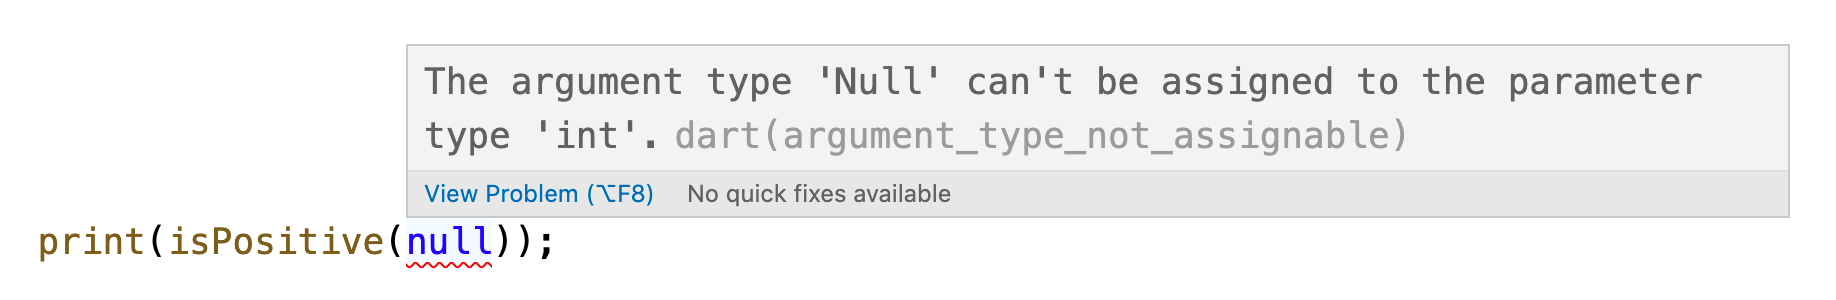 The argument type 'Null' can't be assigned to the parameter
type 'int'. dart(argument_type_not_assignable)
View Problem (⌥F8) No quick fixes available
print(isPositive(null));